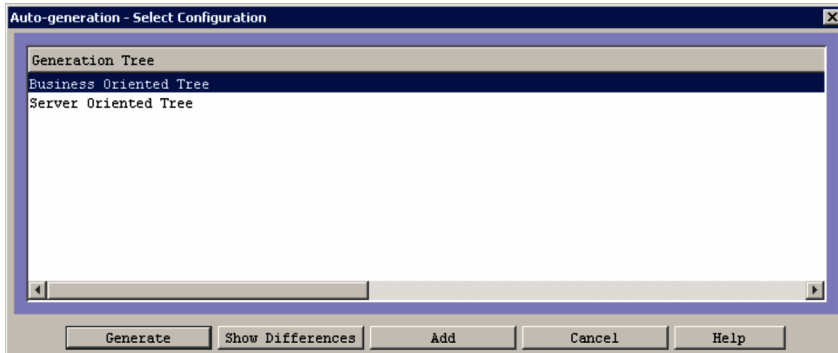 Auto-generation - Select Configuration
Generation Tree
Business Oriented Tree
Server Oriented Tree
Generate Show Differences Add Cancel Help